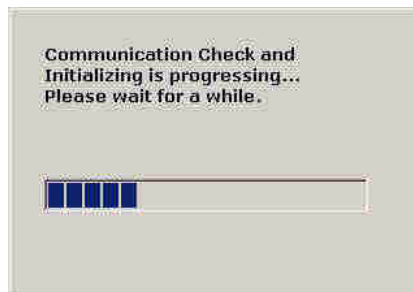 Communication Check and
Initializing is progressing...
Please wait for a while.